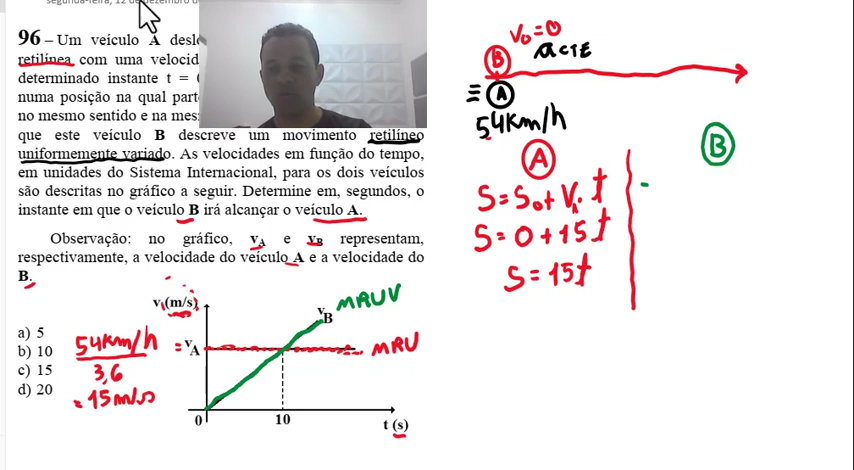 segunda-feira, 12 de dezembro d
96 – Um veículo A desl
retilínea com uma velocid
determinado instante t =
numa posição na qual part
no mesmo sentido e na mes
que este veículo B descreve um movimento retilíneo
uniformemente variado. As velocidades em função do tempo,
em unidades do Sistema Internacional, para os dois veículos
são descritas no gráfico a seguir. Determine em, segundos, o
instante em que o veículo B irá alcançar o veículo A.
Observação: no gráfico, vA e vB representam,
respectivamente, a velocidade do veículo A e a velocidade do
B.
a) 5
b) 10
c) 15
d) 20
54km/h
3,6
= 15m/s
v (m/s)
= vA
vB
MRUV
MRU
0
10
t (s)
V0=0
acTE
B
≡ A
54km/h
A
S=S0+VA.t
S=0+15t
S=15t
B